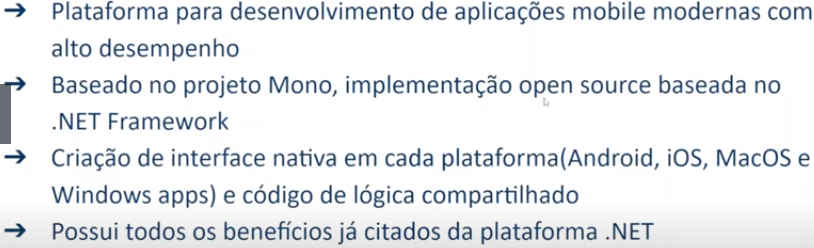 → Plataforma para desenvolvimento de aplicações mobile modernas com
alto desempenho
→ Baseado no projeto Mono, implementação open source baseada no
.NET Framework
→ Criação de interface nativa em cada plataforma(Android, iOS, MacOS e
Windows apps) e código de lógica compartilhado
→ Possui todos os benefícios já citados da plataforma .NET